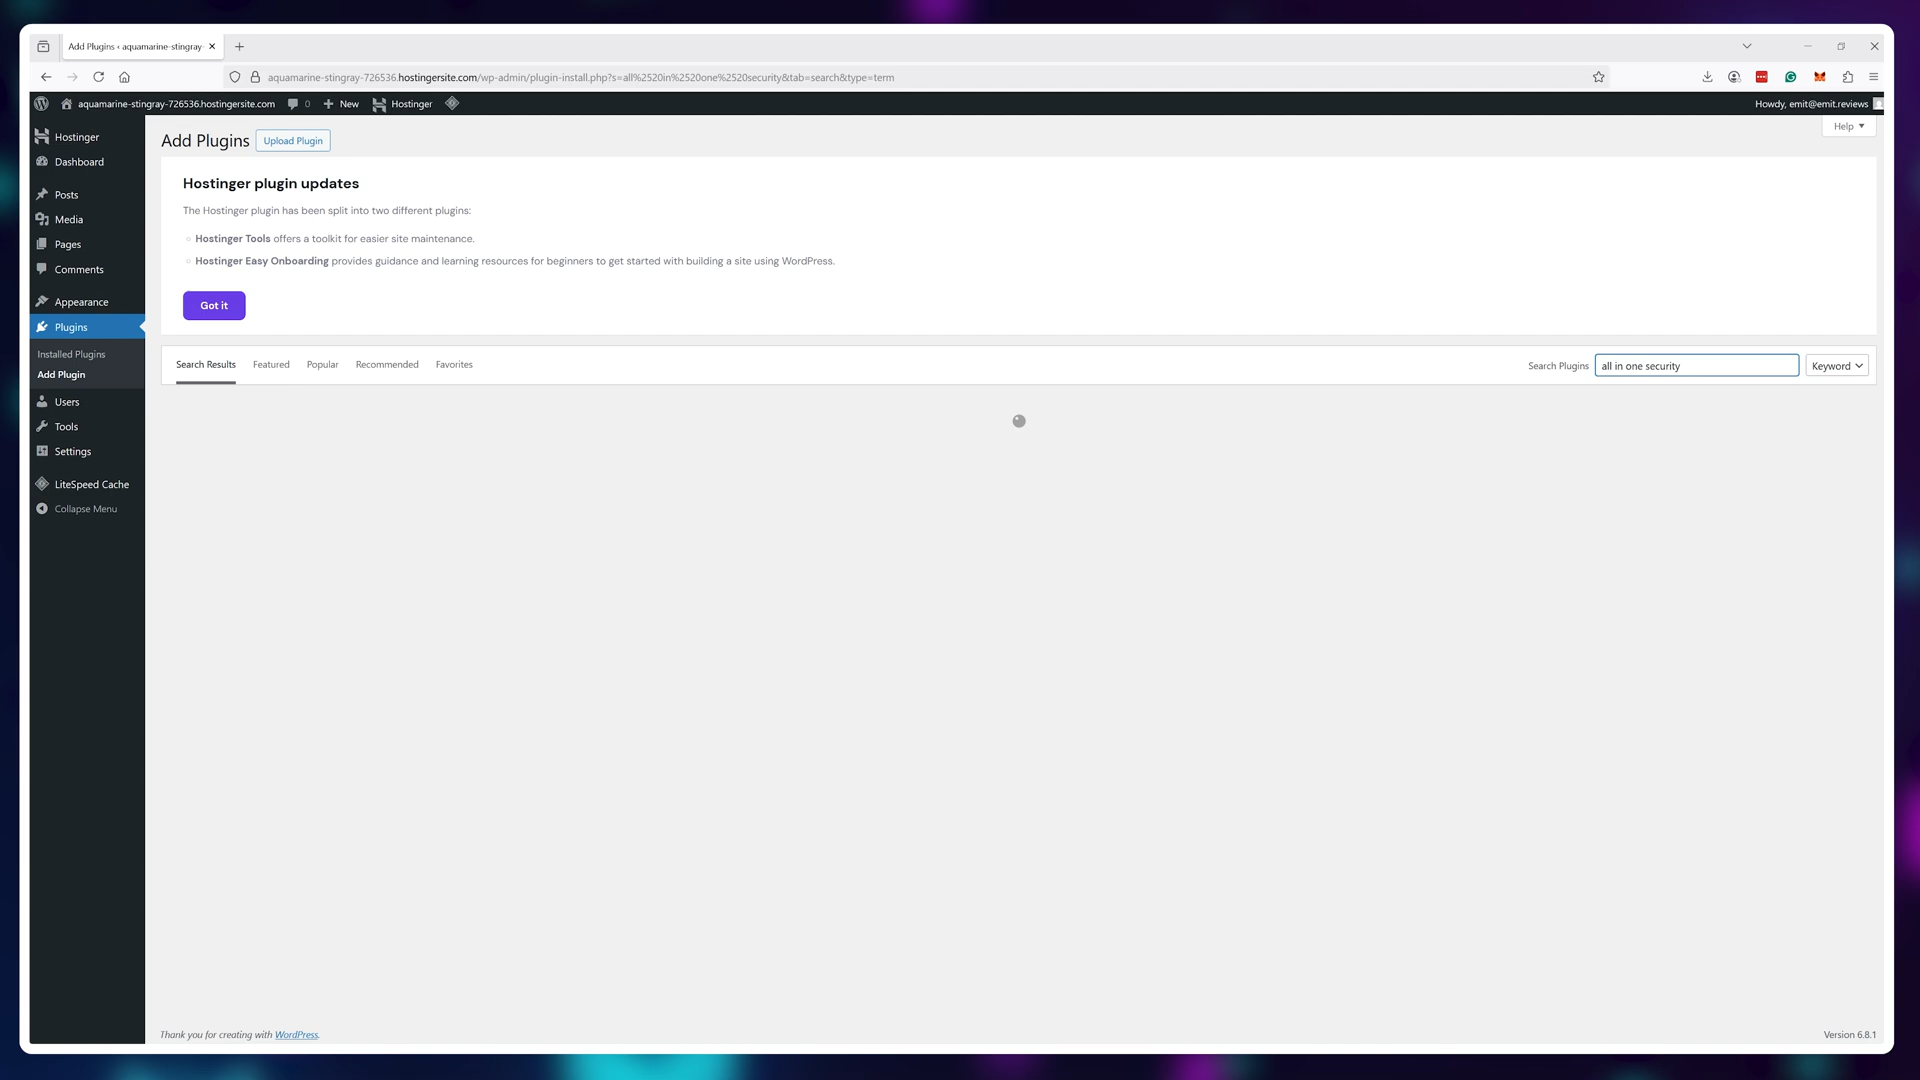 Add Plugins ‹ aquamarine-stingray-
aquamarine-stingray-726536.hostingersite.com/wp-admin/plugin-install.php?s=all%2520in%2520one%2520security&tab=search&type=term
aquamarine-stingray-726536.hostingersite.com 0 New Hostinger Howdy, emit@emit.reviews
Help
Hostinger
Dashboard
Posts
Media
Pages
Comments
Appearance
Plugins
Installed Plugins
Add Plugin
Users
Tools
Settings
LiteSpeed Cache
Collapse Menu
Add Plugins Upload Plugin
Hostinger plugin updates
The Hostinger plugin has been split into two different plugins:
Hostinger Tools offers a toolkit for easier site maintenance.
Hostinger Easy Onboarding provides guidance and learning resources for beginners to get started with building a site using WordPress.
Got it
Search Results Featured Popular Recommended Favorites Search Plugins all in one security Keyword
Thank you for creating with WordPress. Version 6.8.1